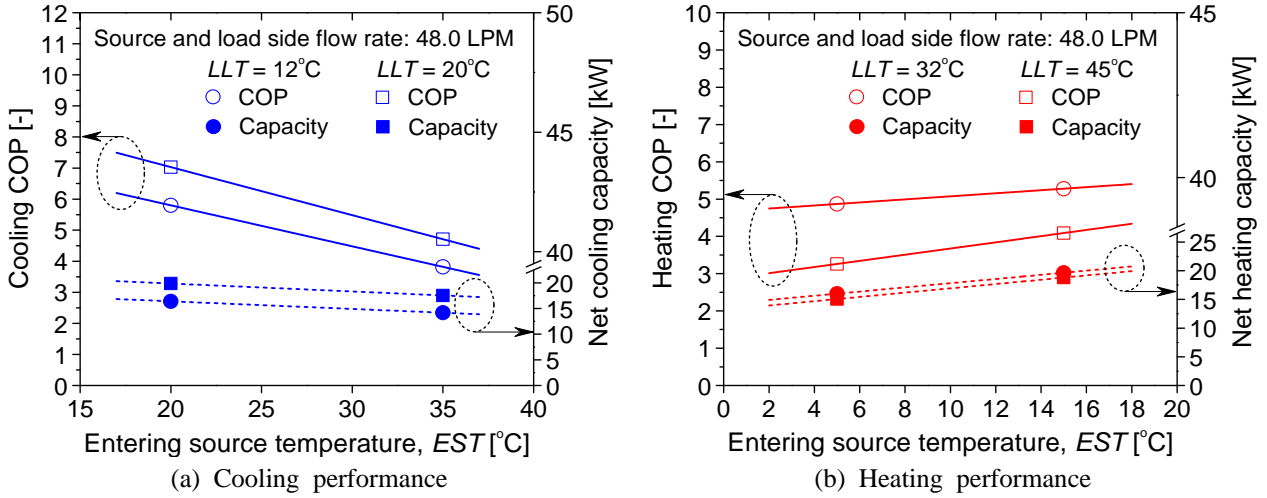 Source and load side flow rate: 48.0 LPM
LLT = 12°C LLT = 20°C
COP COP
Capacity Capacity
Cooling COP [-]
0 1 2 3 4 5 6 7 8 9 10 11 12
Net cooling capacity [kW]
0 5 10 15 20 40 45 50
15 20 25 30 35 40
Entering source temperature, EST [°C]
(a) Cooling performance
Source and load side flow rate: 48.0 LPM
LLT = 32°C LLT = 45°C
COP COP
Capacity Capacity
Heating COP [-]
0 1 2 3 4 5 6 7 8 9 10
Net heating capacity [kW]
0 5 10 15 20 25 40 45
0 2 4 6 8 10 12 14 16 18 20
Entering source temperature, EST [°C]
(b) Heating performance